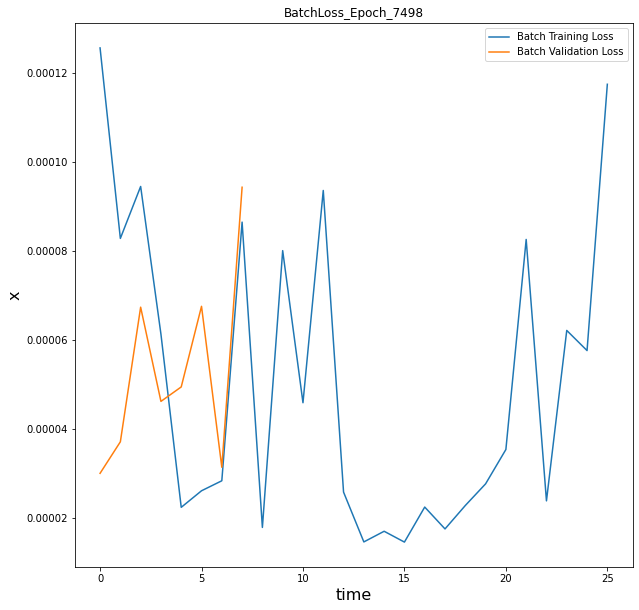 BatchLoss_Epoch_7498
Batch Training Loss
Batch Validation Loss
0.00012
0.00010
0.00008
0.00006
0.00004
0.00002
x
0 5 10 15 20 25
time